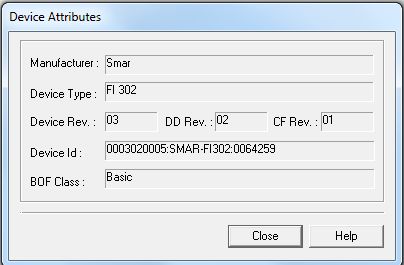 Device Attributes
Manufacturer : Smar
Device Type : FI 302
Device Rev. : 03 DD Rev. : 02 CF Rev. : 01
Device Id : 0003020005:SMAR-FI302:0064259
BOF Class : Basic
Close Help